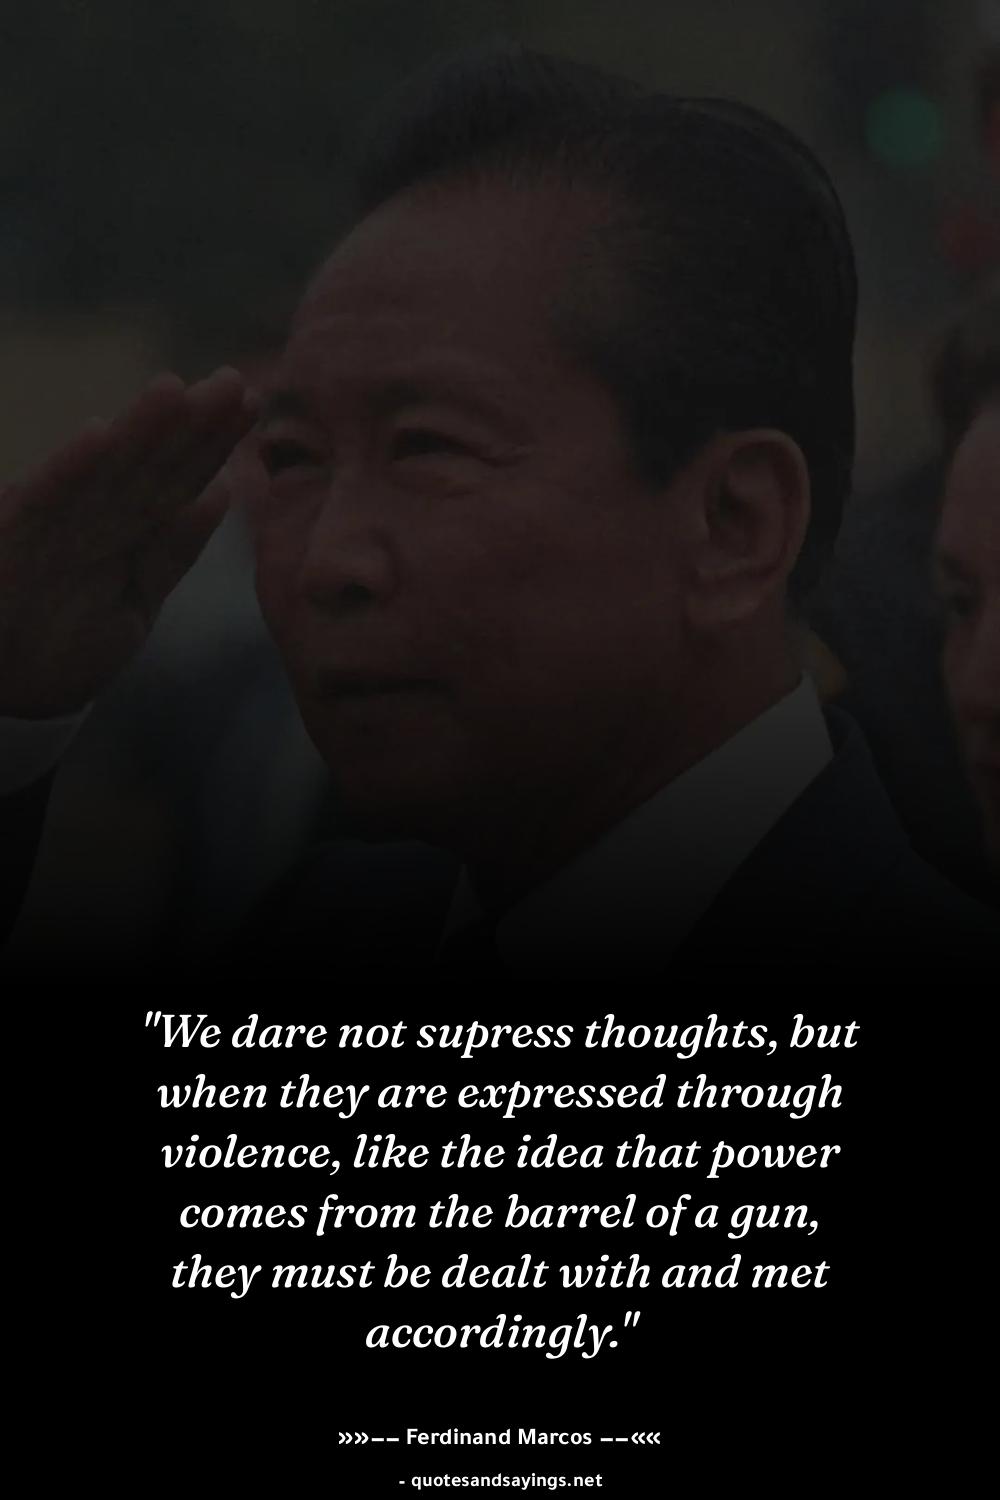 "We dare not supress thoughts, but
when they are expressed through
violence, like the idea that power
comes from the barrel of a gun,
they must be dealt with and met
accordingly."
»»–– Ferdinand Marcos ––««
- quotesandsayings.net